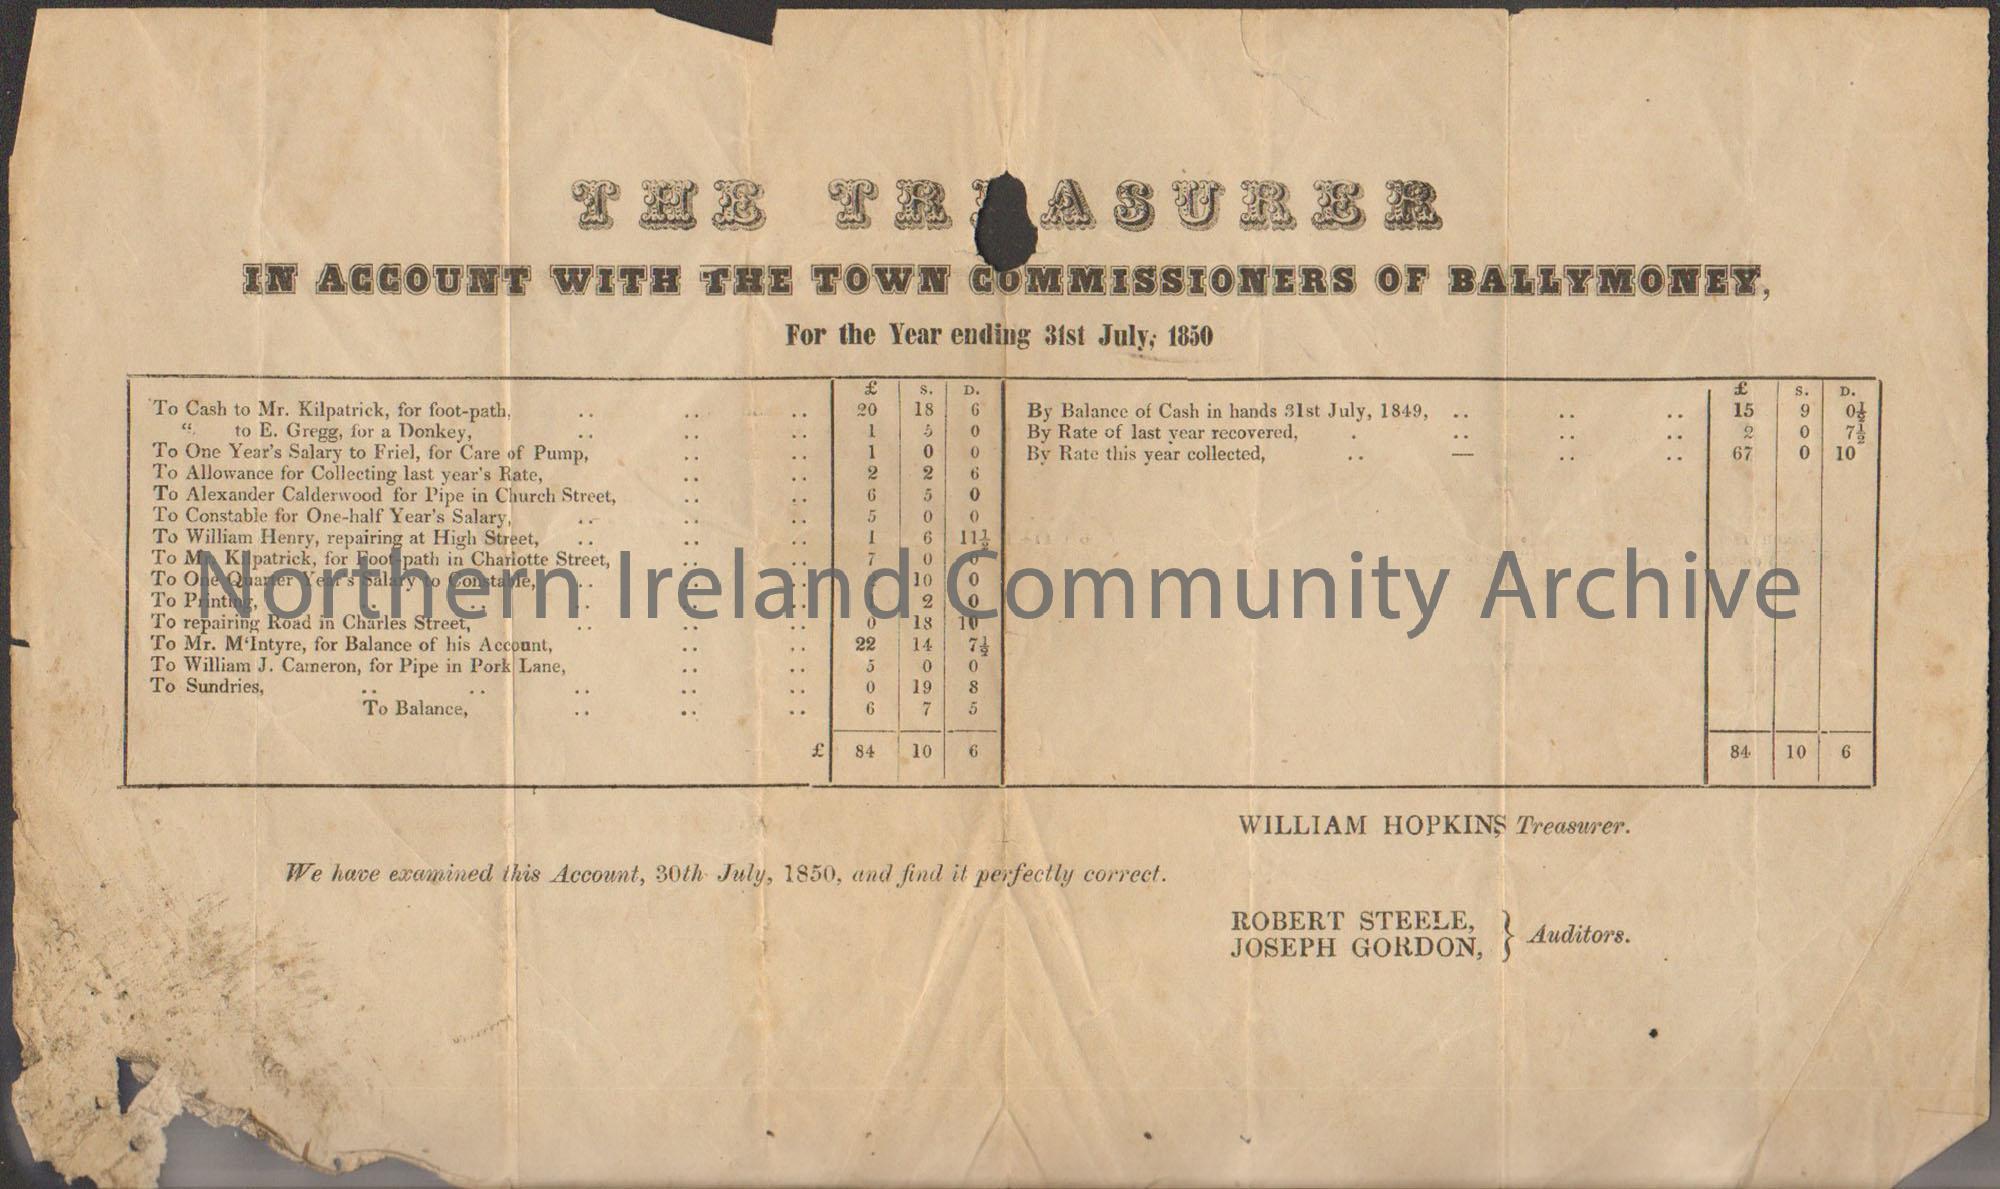 THE TREASURER
IN ACCOUNT WITH THE TOWN COMMISSIONERS OF BALLYMONEY,
For the Year ending 31st July, 1850
£ S. D.
To Cash to Mr. Kilpatrick, for foot-path, .. .. .. 20 18 6
“ to E. Gregg, for a Donkey, .. .. .. 1 5 0
To One Year's Salary to Friel, for Care of Pump, .. .. 1 0 0
To Allowance for Collecting last year's Rate, .. .. 2 2 6
To Alexander Calderwood for Pipe in Church Street, .. .. 6 5 0
To Constable for One-half Year's Salary, .. .. .. 5 0 0
To William Henry, repairing at High Street, .. .. .. 1 6 11½
To Mr. Kilpatrick, for Foot-path in Charlotte Street, .. .. 7 0 0
To One Quarter Year's Salary to Constable, .. .. .. 10 0
To Printing, .. .. .. 2 0
To repairing Road in Charles Street, .. .. .. 0 18 10
To Mr. M‘Intyre, for Balance of his Account, .. .. 22 14 7½
To William J. Cameron, for Pipe in Pork Lane, .. .. 5 0 0
To Sundries, .. .. .. .. .. 0 19 8
To Balance, .. .. .. 6 7 5
£ 84 10 6
£ S. D.
By Balance of Cash in hands 31st July, 1849, .. .. .. 15 9 0½
By Rate of last year recovered, . .. .. .. 2 0 7½
By Rate this year collected, .. — .. .. 67 0 10
84 10 6
WILLIAM HOPKINS Treasurer.
We have examined this Account, 30th July, 1850, and find it perfectly correct.
ROBERT STEELE,
JOSEPH GORDON, } Auditors.
Northern Ireland Community Archive